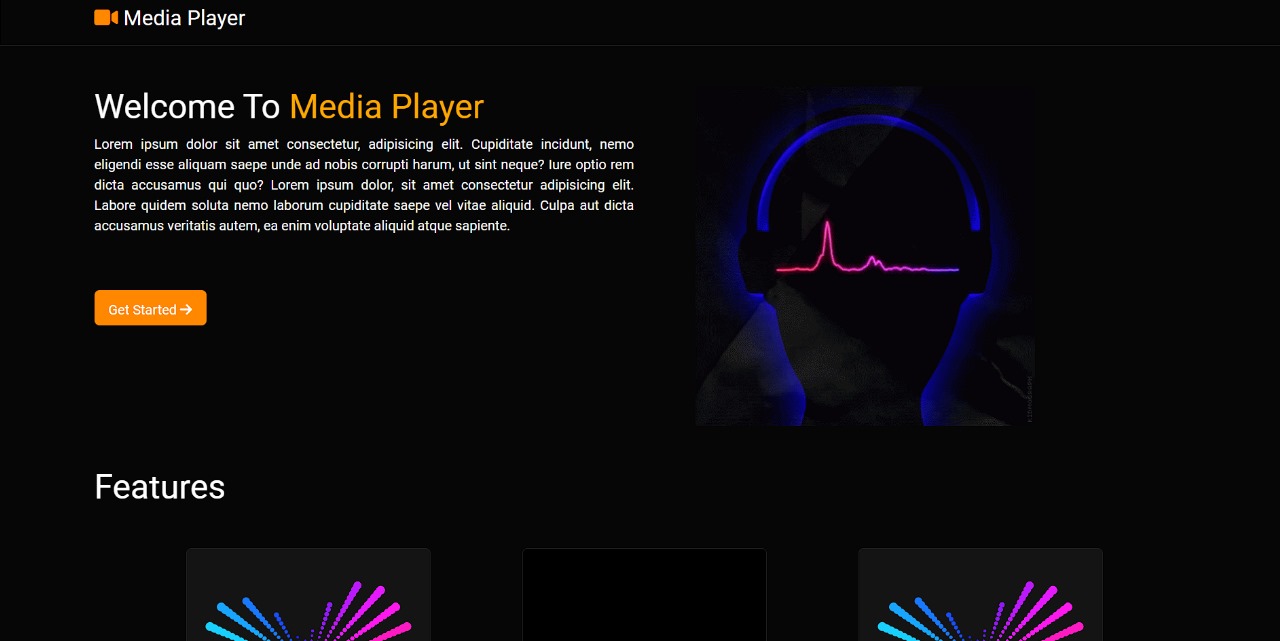 Media Player
Welcome To Media Player
Lorem ipsum dolor sit amet consectetur, adipisicing elit. Cupiditate incidunt, nemo
eligendi esse aliquam saepe unde ad nobis corrupti harum, ut sint neque? Iure optio rem
dicta accusamus qui quo? Lorem ipsum dolor, sit amet consectetur adipisicing elit.
Labore quidem soluta nemo laborum cupiditate saepe vel vitae aliquid. Culpa aut dicta
accusamus veritatis autem, ea enim voluptate aliquid atque sapiente.
Get Started
Features